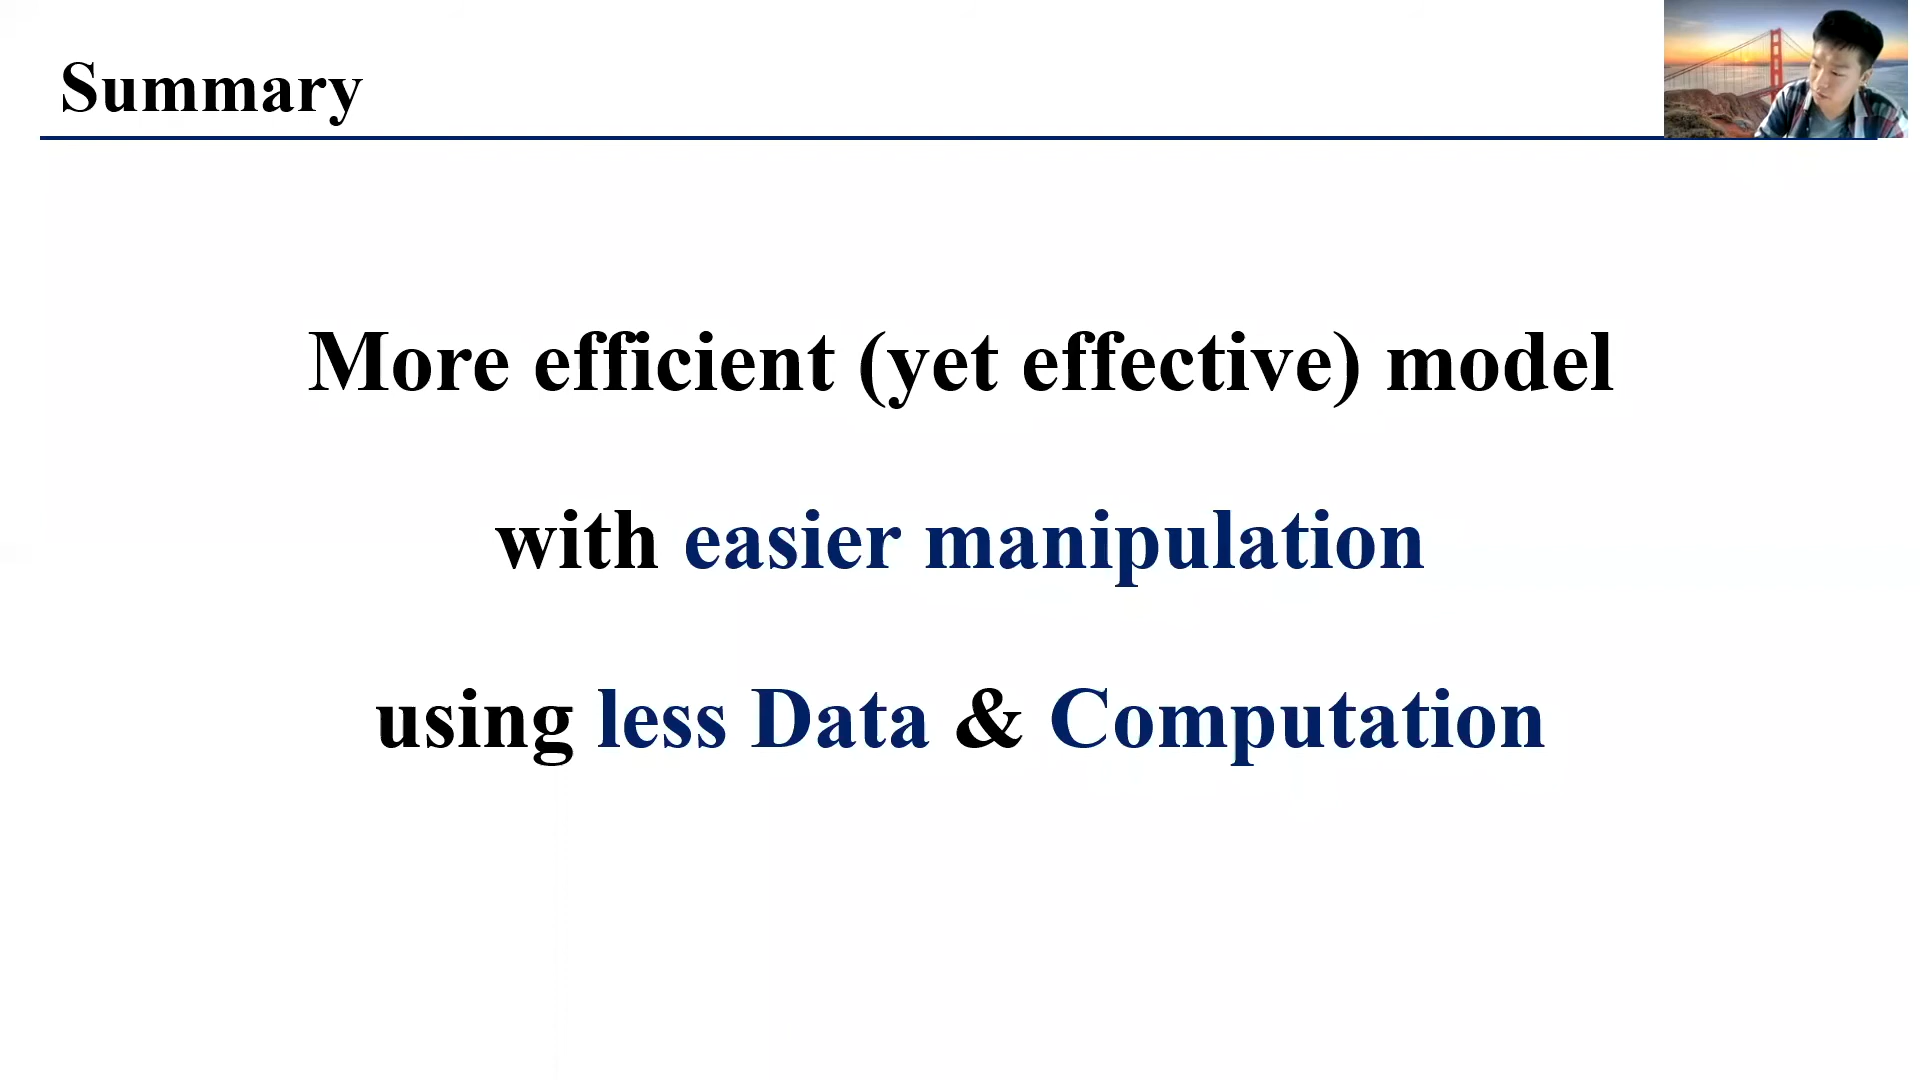 Summary
More efficient (yet effective) model
with easier manipulation
using less Data & Computation